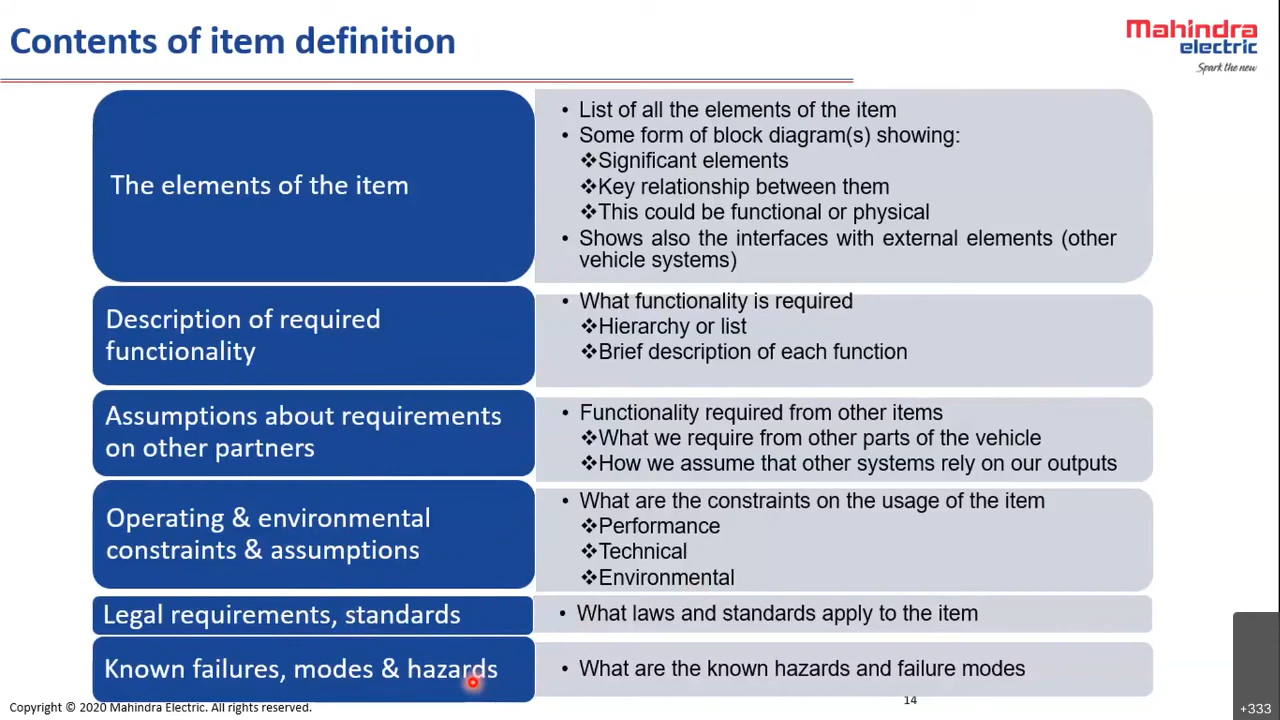 Contents of item definition
Mahindra
electric
Spark the new
The elements of the item
• List of all the elements of the item
• Some form of block diagram(s) showing:
❖Significant elements
❖Key relationship between them
❖This could be functional or physical
• Shows also the interfaces with external elements (other
vehicle systems)
Description of required
functionality
• What functionality is required
❖Hierarchy or list
❖Brief description of each function
Assumptions about requirements
on other partners
• Functionality required from other items
❖What we require from other parts of the vehicle
❖How we assume that other systems rely on our outputs
Operating & environmental
constraints & assumptions
• What are the constraints on the usage of the item
❖Performance
❖Technical
❖Environmental
Legal requirements, standards
• What laws and standards apply to the item
Known failures, modes & hazards
• What are the known hazards and failure modes
Copyright © 2020 Mahindra Electric. All rights reserved.
14
+333